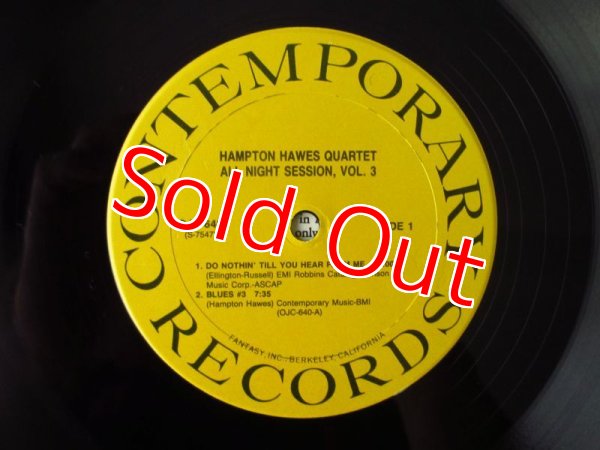 CONTEMPORARY RECORDS
HAMPTON HAWES QUARTET
NIGHT SESSION, VOL. 3
Sold Out
in
only
1
1. DO NOTHIN' TILL YOU HEAR ME
(Ellington-Russell) EMI Robbins
Music Corp.-ASCAP
2. BLUES #3 7:35
(Hampton Hawes) Contemporary Music-BMI
(OJC-640-A)
FANTASY, INC., BERKELEY, CALIFORNIA